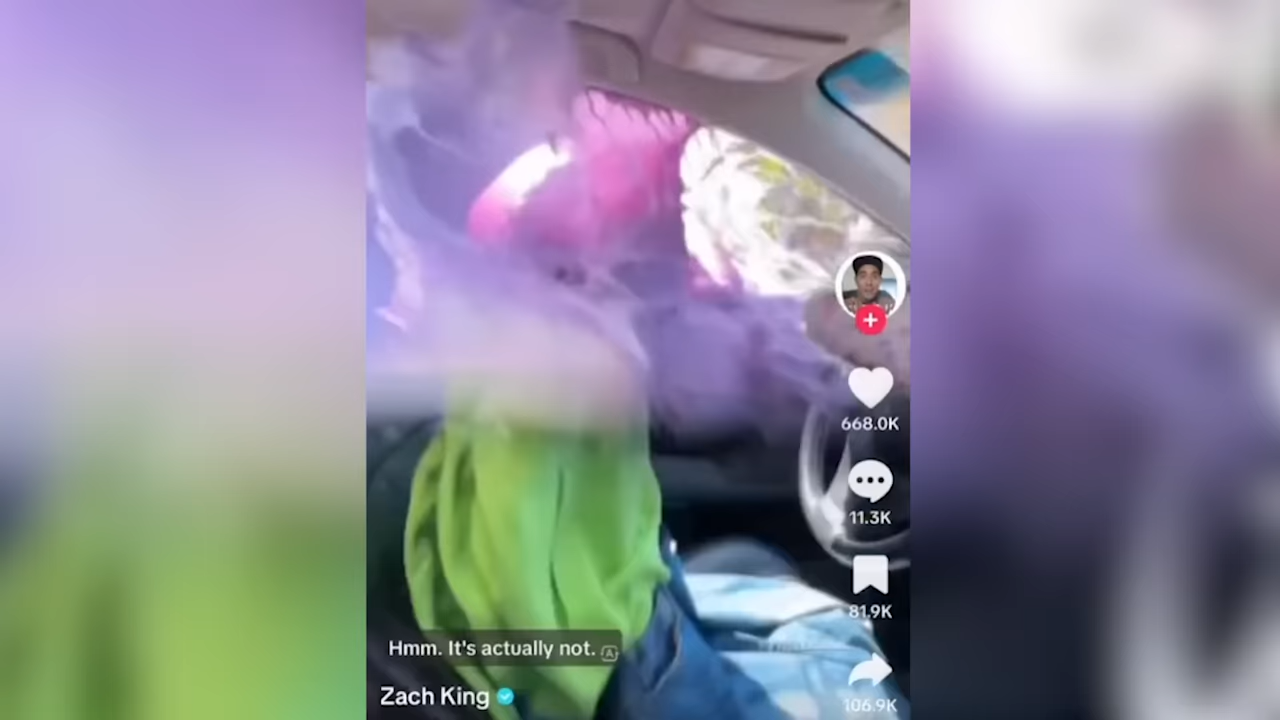 668.0K
11.3K
81.9K
106.9K
Hmm. It's actually not.
Zach King